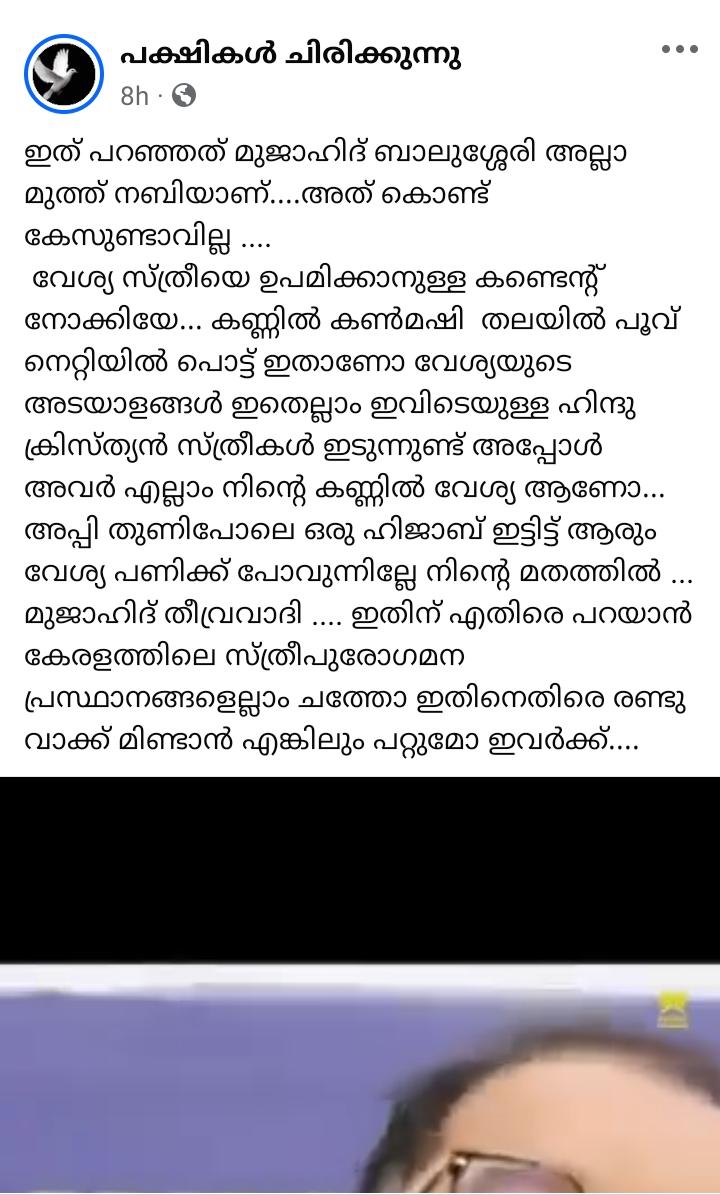 പക്ഷികൾ ചിരിക്കുന്നു
8h ·
ഇത് പറഞ്ഞത് മുജാഹിദ് ബാലുശ്ശേരി അല്ലാ
മുത്ത് നബിയാണ്....അത് കൊണ്ട്
കേസുണ്ടാവില്ല ....
വേശ്യ സ്ത്രീയെ ഉപമിക്കാനുള്ള കണ്ടെന്റ്
നോക്കിയേ... കണ്ണിൽ കൺമഷി തലയിൽ പൂവ്
നെറ്റിയിൽ പൊട്ട് ഇതാണോ വേശ്യയുടെ
അടയാളങ്ങൾ ഇതെല്ലാം ഇവിടെയുള്ള ഹിന്ദു
ക്രിസ്ത്യൻ സ്ത്രീകൾ ഇടുന്നുണ്ട് അപ്പോൾ
അവർ എല്ലാം നിന്റെ കണ്ണിൽ വേശ്യ ആണോ...
അപ്പി തുണിപോലെ ഒരു ഹിജാബ് ഇട്ടിട്ട് ആരും
വേശ്യ പണിക്ക് പോവുന്നില്ലേ നിന്റെ മതത്തിൽ ...
മുജാഹിദ് തീവ്രവാദി .... ഇതിന് എതിരെ പറയാൻ
കേരളത്തിലെ സ്ത്രീപുരോഗമന
പ്രസ്ഥാനങ്ങളെല്ലാം ചത്തോ ഇതിനെതിരെ രണ്ടു
വാക്ക് മിണ്ടാൻ എങ്കിലും പറ്റുമോ ഇവർക്ക്....